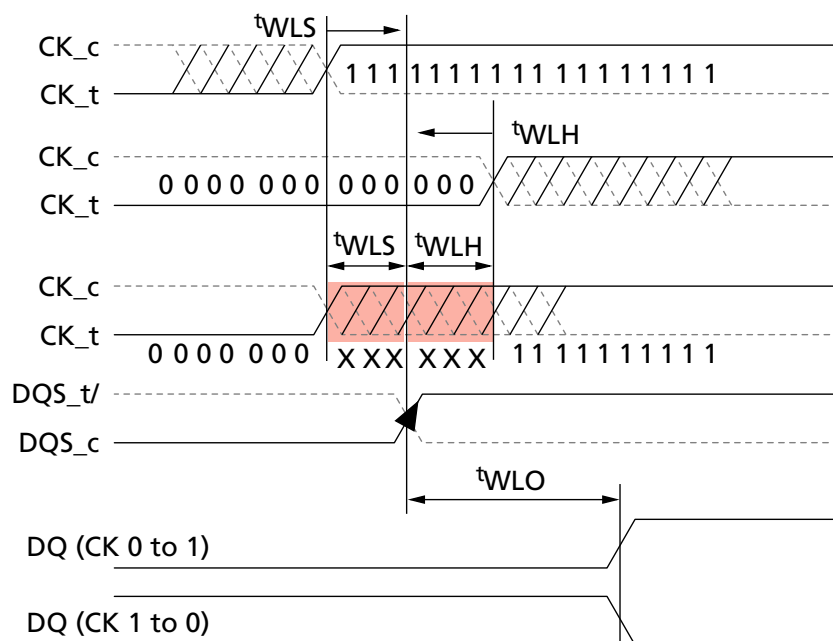 tWLS
CK_c
CK_t
1 1 1 1 1 1 1 1 1 1 1 1 1 1 1 1 1
tWLH
CK_c
CK_t
0 0 0 0 0 0 0 0 0 0 0 0 0
tWLS tWLH
CK_c
CK_t
0 0 0 0 0 0 0 X X X X X X 1 1 1 1 1 1 1 1 1 1
DQS_t/
DQS_c
tWLO
DQ (CK 0 to 1)
DQ (CK 1 to 0)